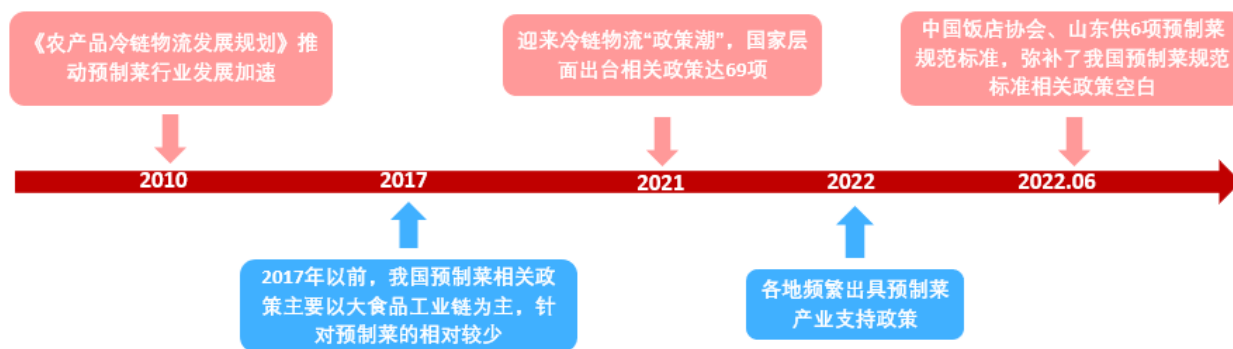 《农产品冷链物流发展规划》推
动预制菜行业发展加速
迎来冷链物流“政策潮”，国家层
面出台相关政策达69项
中国饭店协会、山东供6项预制菜
规范标准，弥补了我国预制菜规范
标准相关政策空白
2010
2017
2021
2022
2022.06
2017年以前，我国预制菜相关政
策主要以大食品工业链为主，针
对预制菜的相对较少
各地频繁出具预制菜
产业支持政策